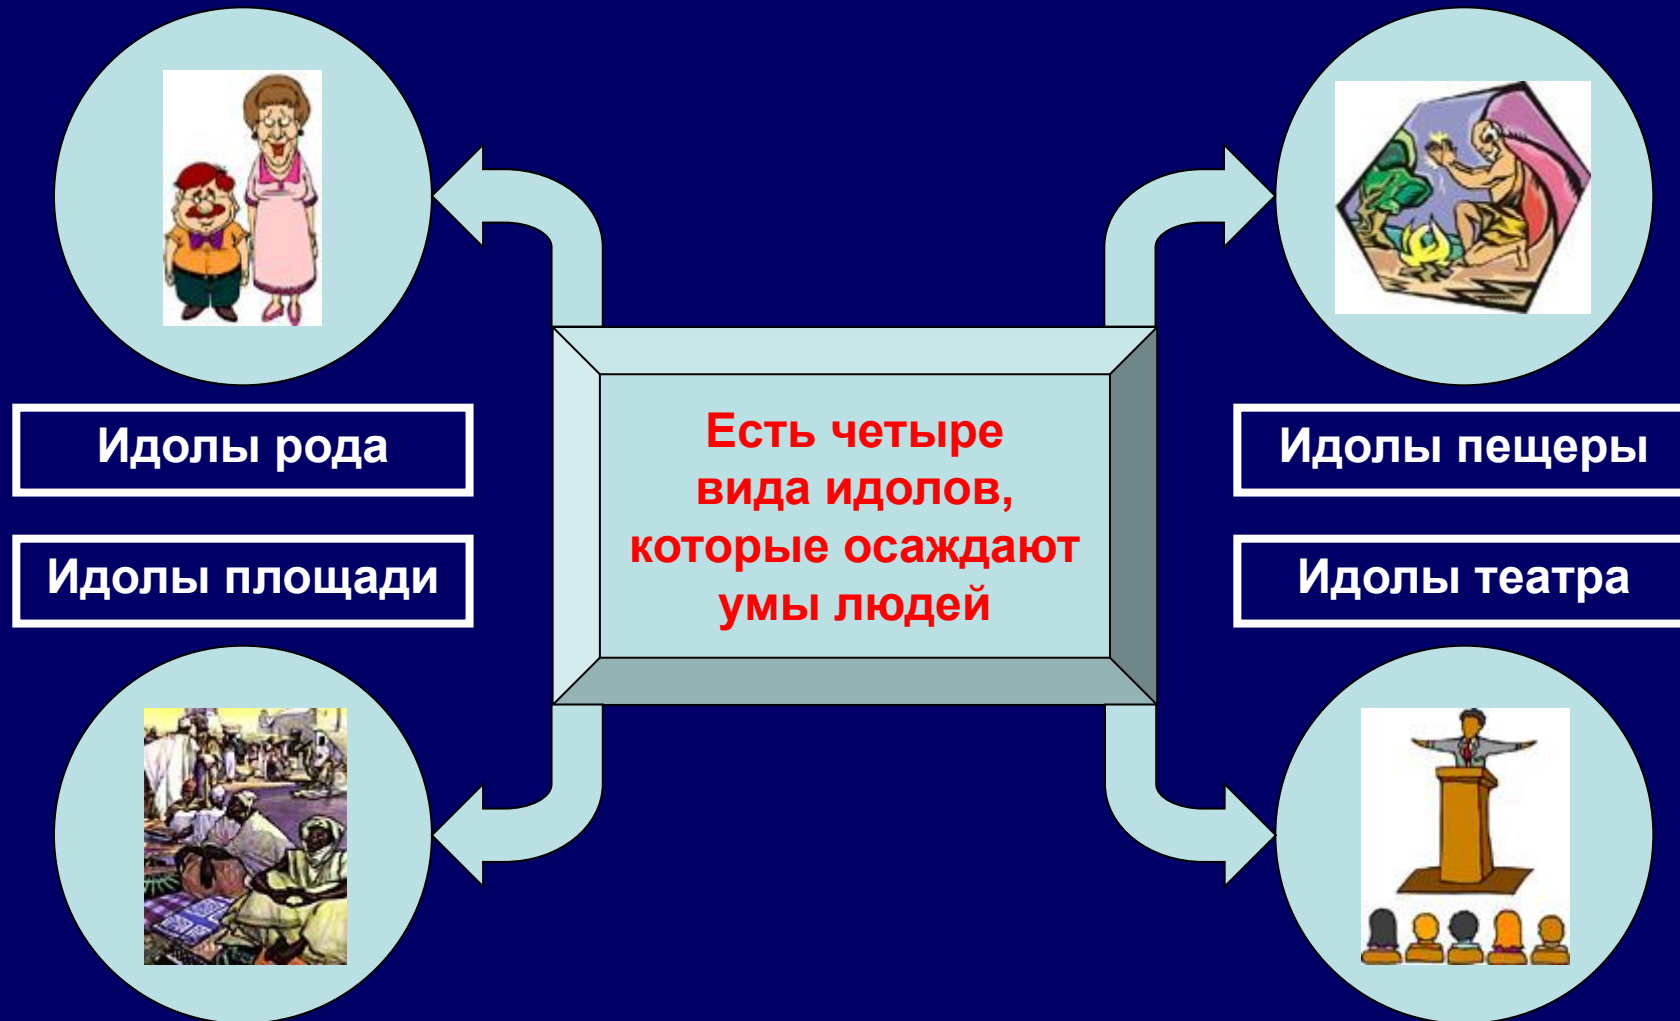 Идолы рода
Идолы площади
Есть четыре
вида идолов,
которые осаждают
умы людей
Идолы пещеры
Идолы театра